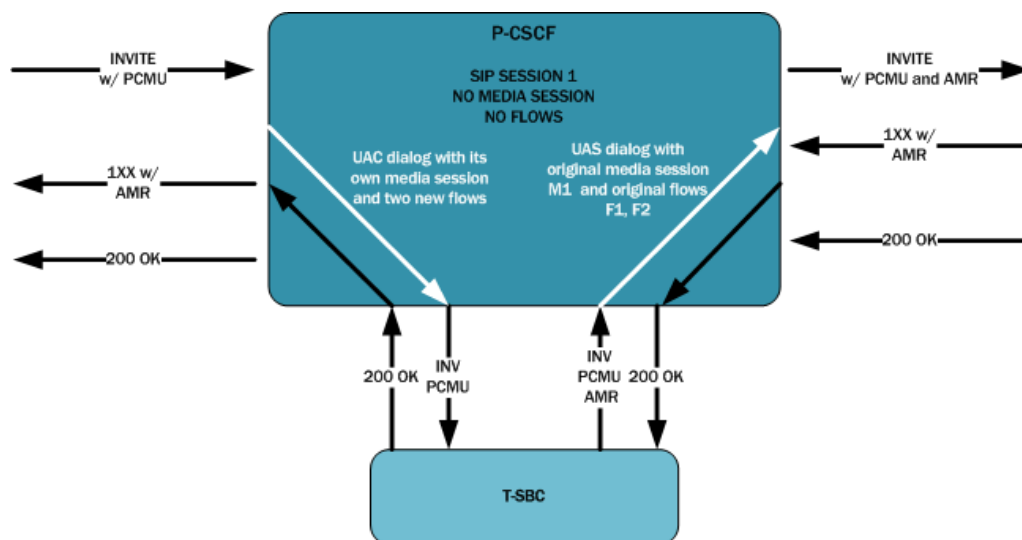 P-CSCF
SIP SESSION 1
NO MEDIA SESSION
NO FLOWS
INVITE
w/ PCMU
1XX w/
AMR
200 OK
UAC dialog with its
own media session
and two new flows
UAS dialog with
original media session
M1 and original flows
F1, F2
INVITE
w/ PCMU and AMR
1XX w/
AMR
200 OK
200 OK
INV
PCMU
INV
PCMU
AMR
200 OK
T-SBC